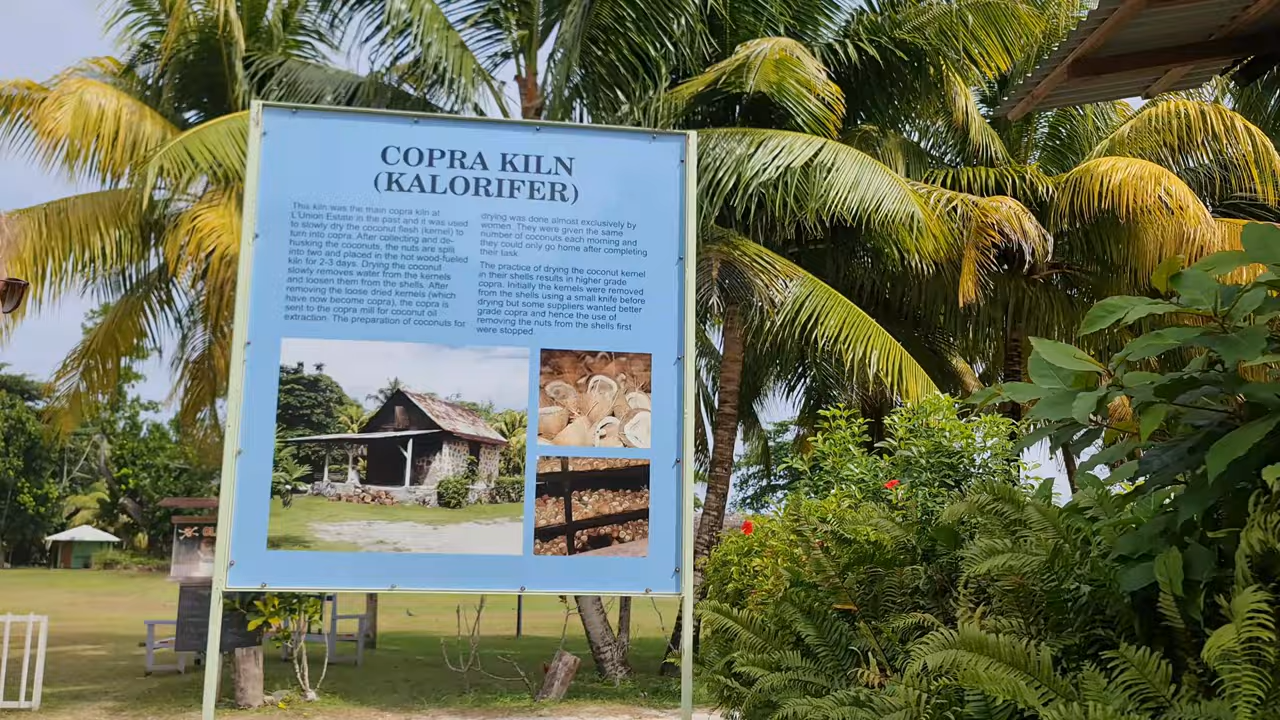 COPRA KILN
(KALORIFER)
This kiln was the main copra kiln at
L'Union Estate in the past and it was used
to slowly dry the coconut flesh (kernel) to
turn into copra. After collecting and de-
husking the coconuts, the nuts are split
into two and placed in the hot wood-fueled
kiln for 2-3 days. Drying the coconut
slowly removes water from the kernels
and loosen them from the shells. After
removing the loose dried kernels (which
have now become copra), the copra is
sent to the copra mill for coconut oil
extraction. The preparation of coconuts for
drying was done almost exclusively by
women. They were given the same
number of coconuts each morning and
they could only go home after completing
their task.
The practice of drying the coconut kernel
in their shells results in higher grade
copra. Initially the kernels were removed
from the shells using a small knife before
drying but some suppliers wanted better
grade copra and hence the use of
removing the nuts from the shells first
were stopped.